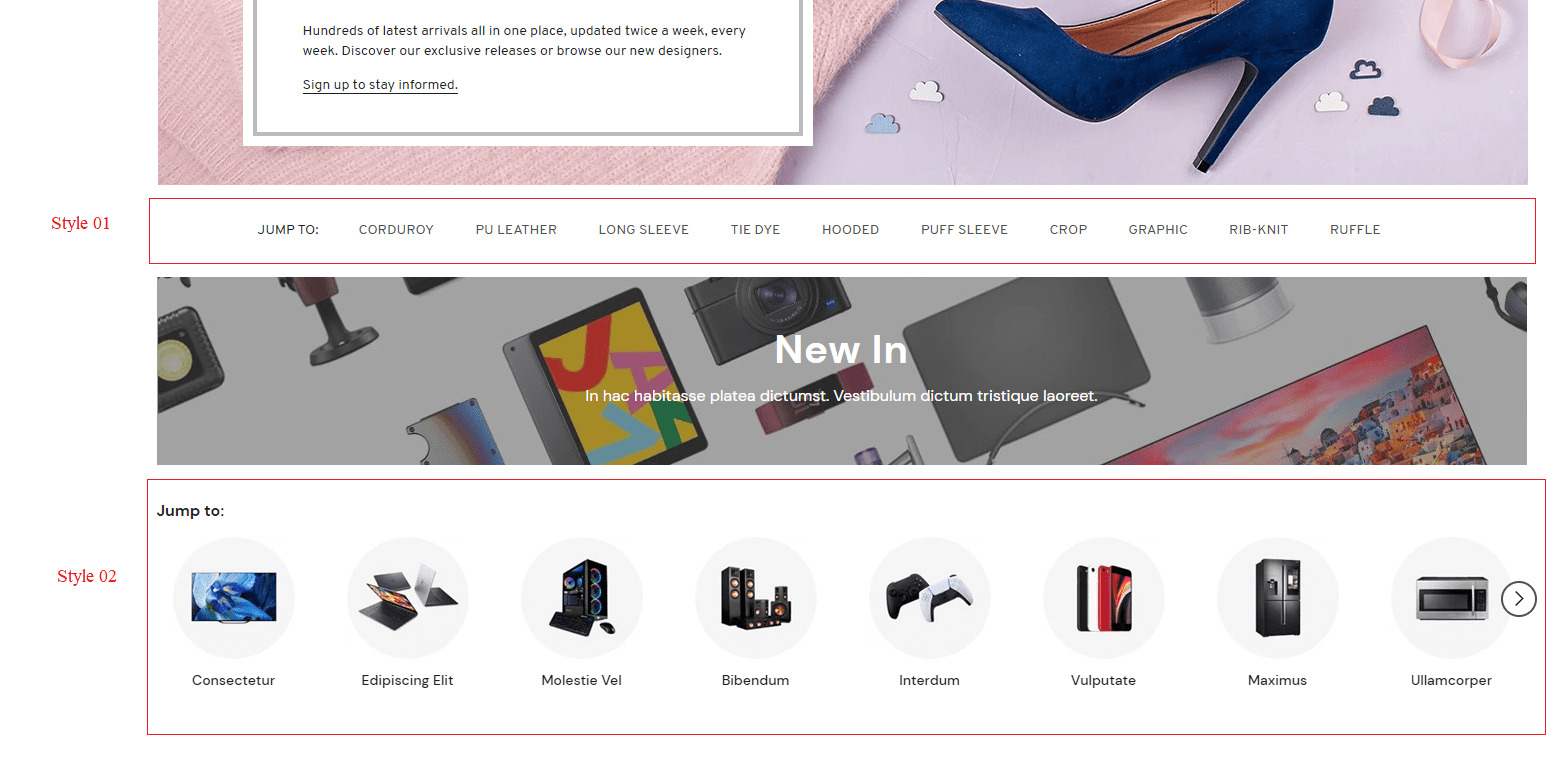 Hundreds of latest arrivals all in one place, updated twice a week, every
week. Discover our exclusive releases or browse our new designers.
Sign up to stay informed.
Style 01
JUMP TO: CORDUROY PU LEATHER LONG SLEEVE TIE DYE HOODED PUFF SLEEVE CROP GRAPHIC RIB-KNIT RUFFLE
New In
In hac habitasse platea dictumst. Vestibulum dictum tristique laoreet.
Jump to:
Style 02
Consectetur Edipiscing Elit Molestie Vel Bibendum Interdum Vulputate Maximus Ullamcorper